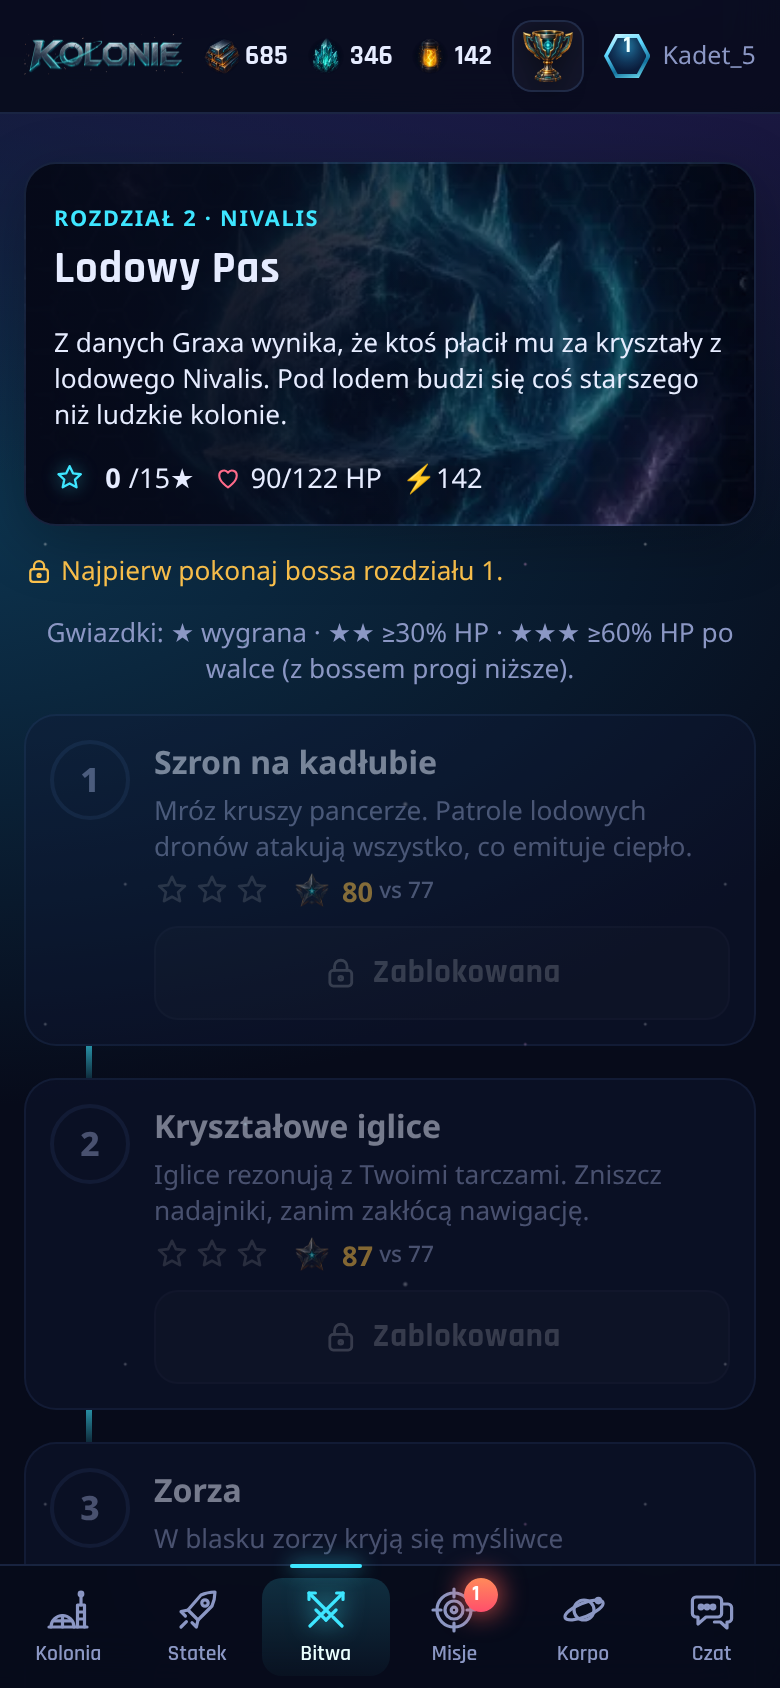 KOLONIE 685 346 142 1 Kadet_5
ROZDZIAŁ 2 · NIVALIS
Lodowy Pas
Z danych Graxa wynika, że ktoś płacił mu za kryształy z
lodowego Nivalis. Pod lodem budzi się coś starszego
niż ludzkie kolonie.
0 /15★ 90/122 HP ⚡142
Najpierw pokonaj bossa rozdziału 1.
Gwiazdki: ★ wygrana · ★★ ≥30% HP · ★★★ ≥60% HP po
walce (z bossem progi niższe).
1 Szron na kadłubie
Mróz kruszy pancerze. Patrole lodowych
dronów atakują wszystko, co emituje ciepło.
80 vs 77
Zablokowana
2 Kryształowe iglice
Iglice rezonują z Twoimi tarczami. Zniszcz
nadajniki, zanim zakłócą nawigację.
87 vs 77
Zablokowana
3 Zorza
W blasku zorzy kryją się myśliwce
1
Kolonia Statek Bitwa Misje Korpo Czat